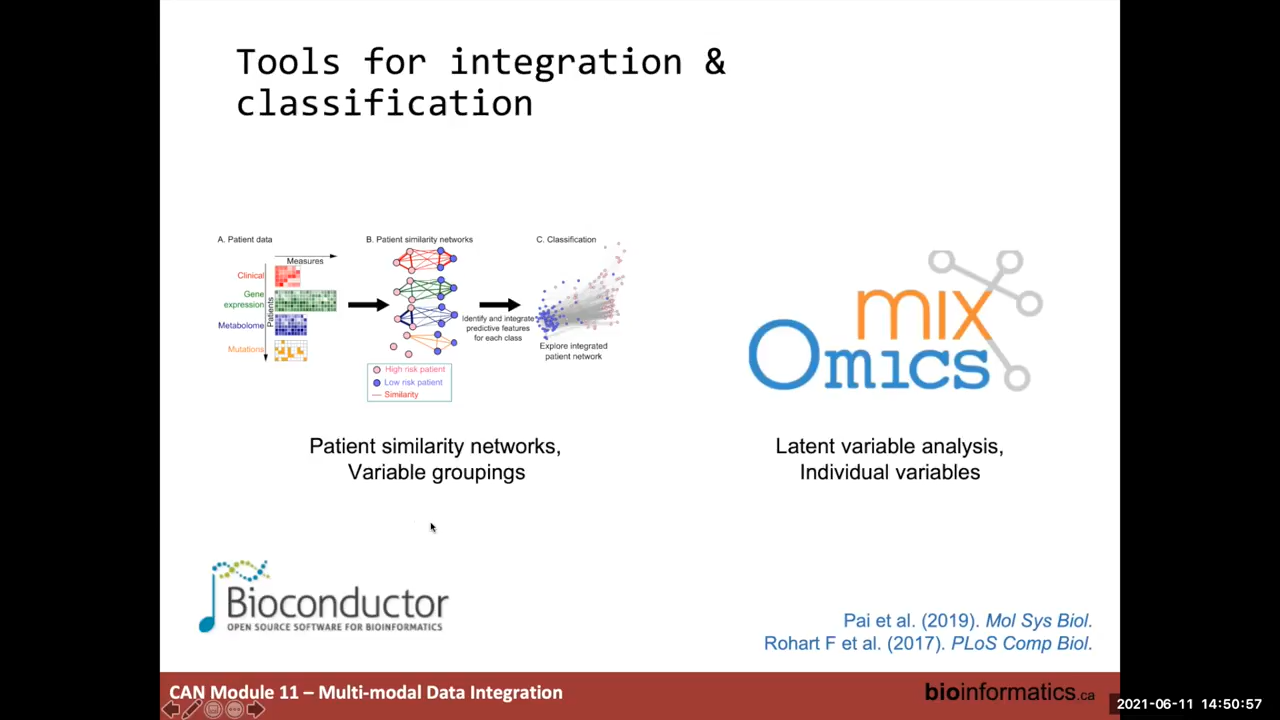 Tools for integration &
classification
A. Patient data
Measures
Clinical
Gene
expression
Metabolome
Mutations
Patients
B. Patient similarity networks
High risk patient
Low risk patient
Similarity
Identify and integrate
predictive features
for each class
C. Classification
Explore integrated
patient network
Patient similarity networks,
Variable groupings
mix
Omics
Latent variable analysis,
Individual variables
Bioconductor
OPEN SOURCE SOFTWARE FOR BIOINFORMATICS
Pai et al. (2019). Mol Sys Biol.
Rohart F et al. (2017). PLoS Comp Biol.
CAN Module 11 – Multi-modal Data Integration
bioinformatics.ca
2021-06-11 14:50:57